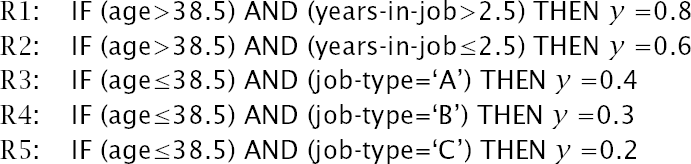 R1: IF (age>38.5) AND (years-in-job>2.5) THEN y =0.8
R2: IF (age>38.5) AND (years-in-job≤2.5) THEN y =0.6
R3: IF (age≤38.5) AND (job-type=‘A’) THEN y =0.4
R4: IF (age≤38.5) AND (job-type=‘B’) THEN y =0.3
R5: IF (age≤38.5) AND (job-type=‘C’) THEN y =0.2